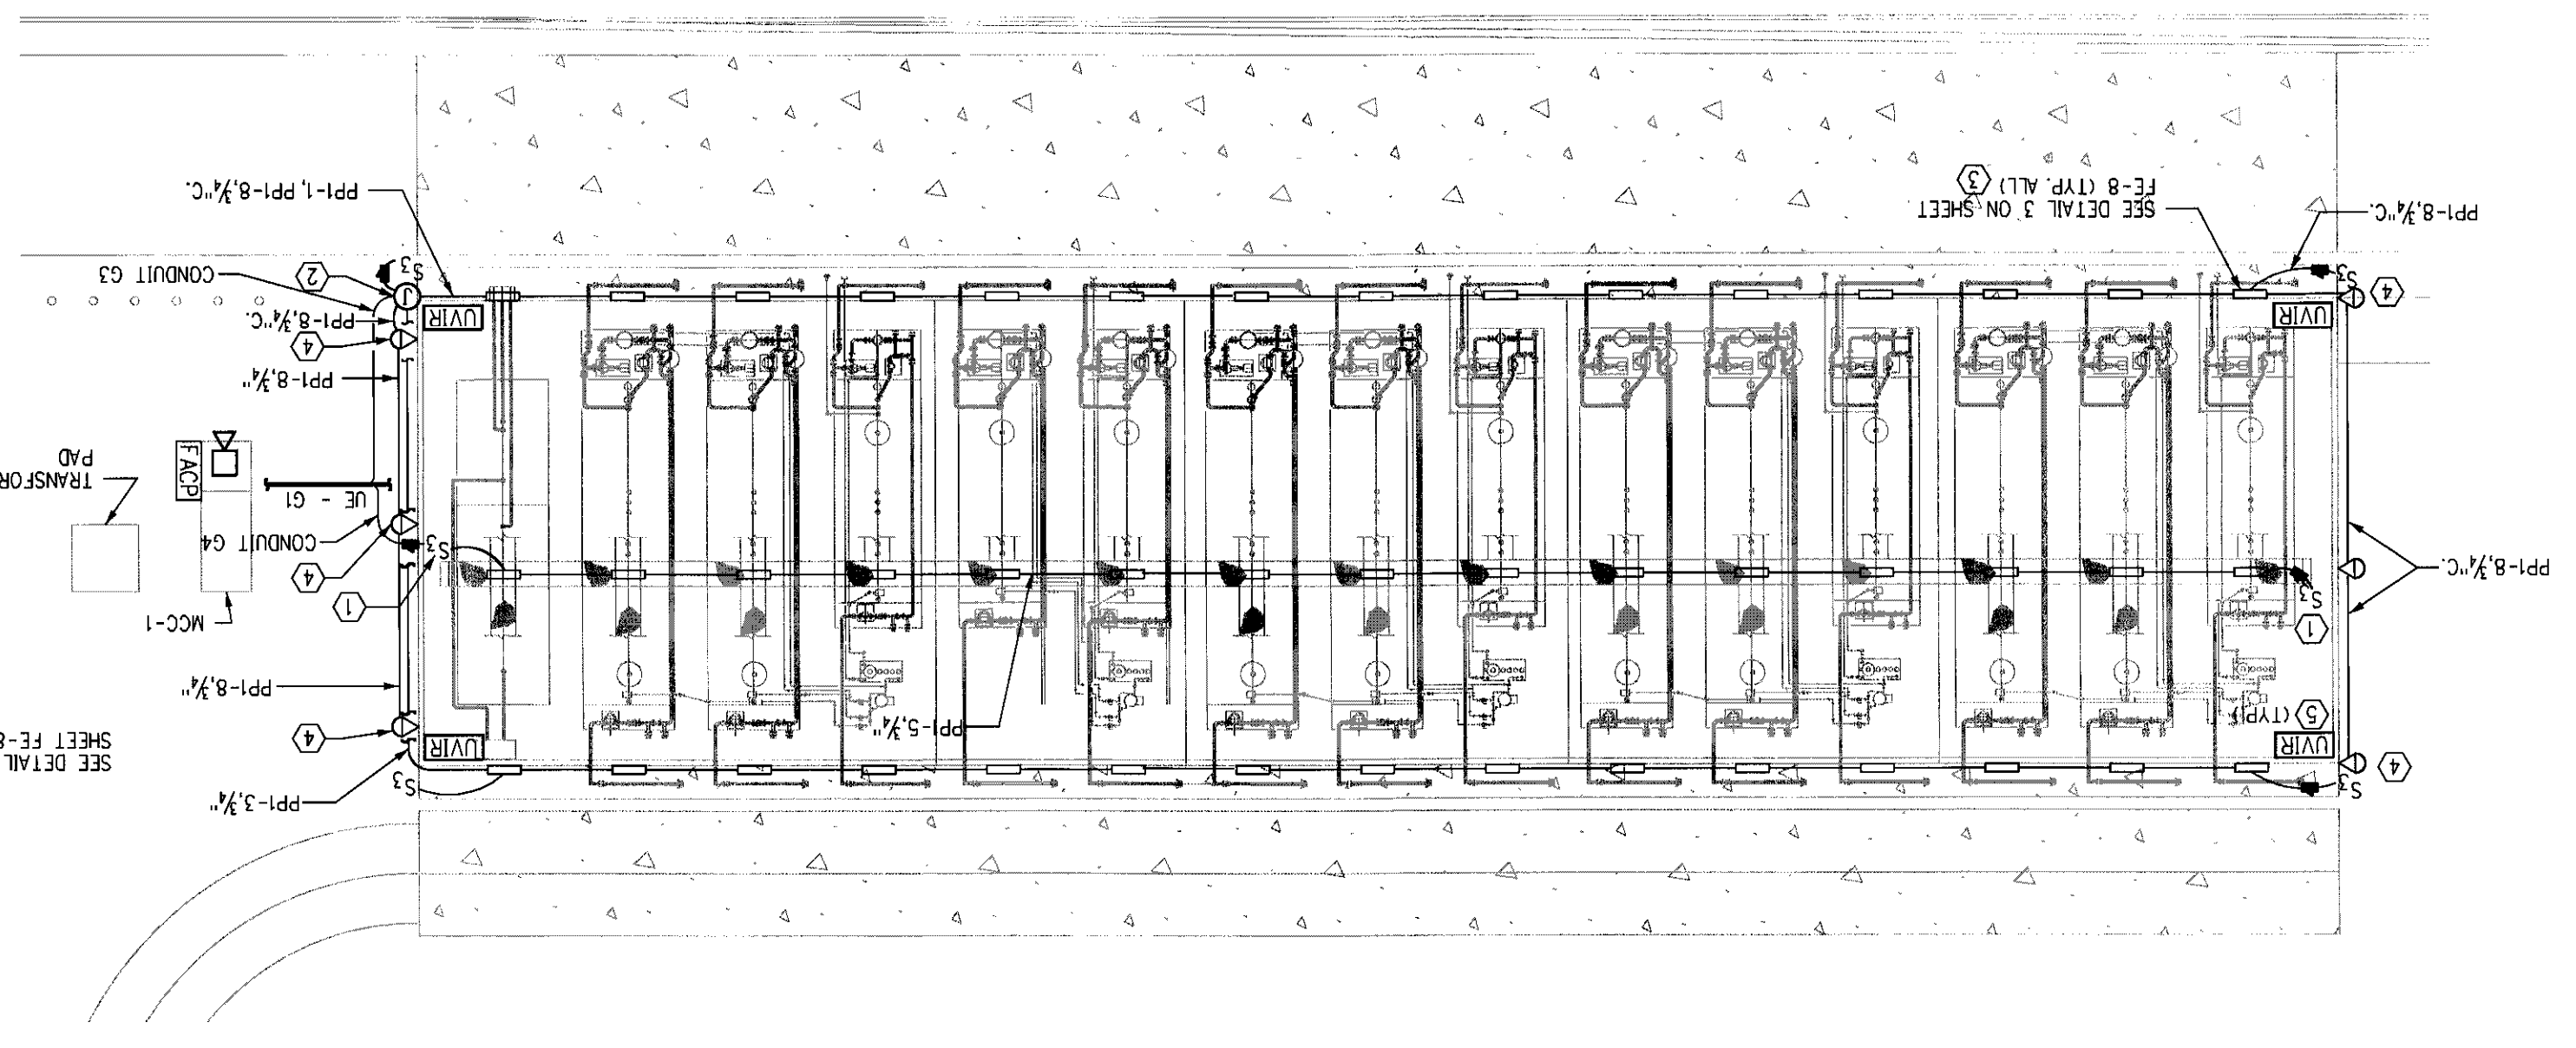 S3
S3
PP1-3,¾"
4
UVIR
5 (TYP)
UVIR
4
SEE DETAIL
SHEET FE-8
PP1-5,¾"
PP1-8,¾"
1
S3
MCC-1
1
4
PP1-8,¾"C.
S3
CONDUIT G4
UE - G1
TRANSFOR
PAD
FACP
PP1-8,¾"
4
PP1-8,¾"C.
UVIR
UVIR
4
S3
J
S3
2
CONDUIT G3
PP1-8,¾"C.
SEE DETAIL 3 ON SHEET
FE-8 (TYP. ALL) 3
PP1-1, PP1-8,¾"C.